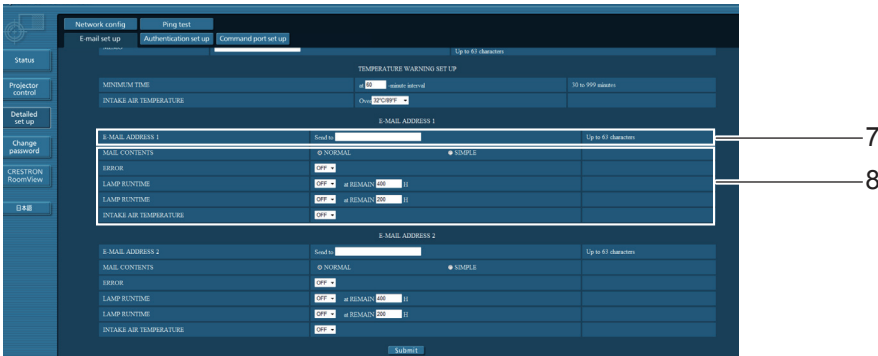 Network config Ping test
E-mail set up Authentication set up Command port set up
Up to 63 characters
Status
TEMPERATURE WARNING SET UP
Projector control
MINIMUM TIME at 60 -minute interval 30 to 999 minutes
INTAKE AIR TEMPERATURE Over 32°C/89°F
Detailed set up
E-MAIL ADDRESS 1
E-MAIL ADDRESS 1 Send to Up to 63 characters 7
Change password
MAIL CONTENTS NORMAL SIMPLE
ERROR OFF
CRESTRON RoomView
LAMP RUNTIME OFF at REMAIN 400 H 8
LAMP RUNTIME OFF at REMAIN 200 H
日本語
INTAKE AIR TEMPERATURE OFF
E-MAIL ADDRESS 2
E-MAIL ADDRESS 2 Send to Up to 63 characters
MAIL CONTENTS NORMAL SIMPLE
ERROR OFF
LAMP RUNTIME OFF at REMAIN 400 H
LAMP RUNTIME OFF at REMAIN 200 H
INTAKE AIR TEMPERATURE OFF
Submit